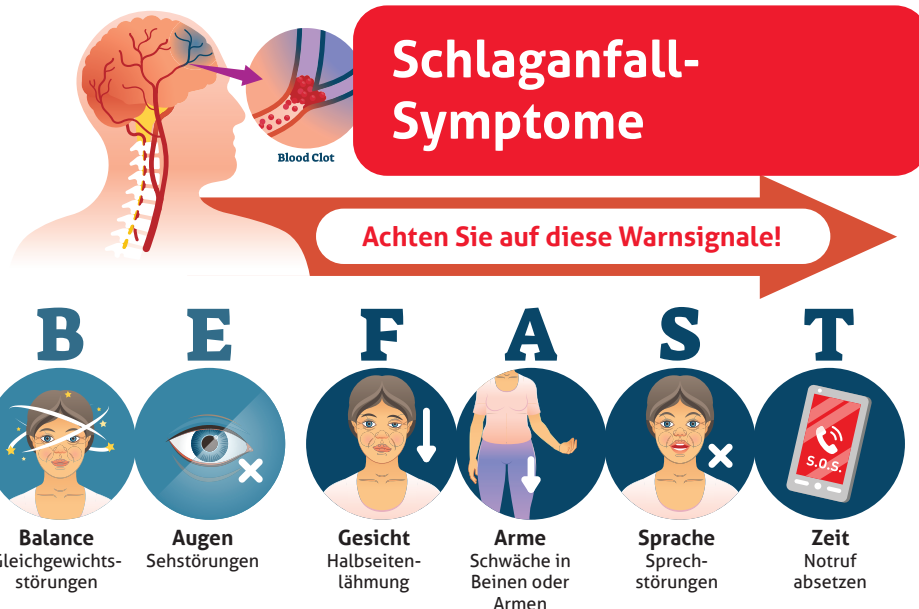 Schlaganfall-
Symptome
Blood Clot
Achten Sie auf diese Warnsignale!
B E F A S T
S.O.S.
Balance
Gleichgewichts-
störungen
Augen
Sehstörungen
Gesicht
Halbseiten-
lähmung
Arme
Schwäche in
Beinen oder
Armen
Sprache
Sprech-
störungen
Zeit
Notruf
absetzen